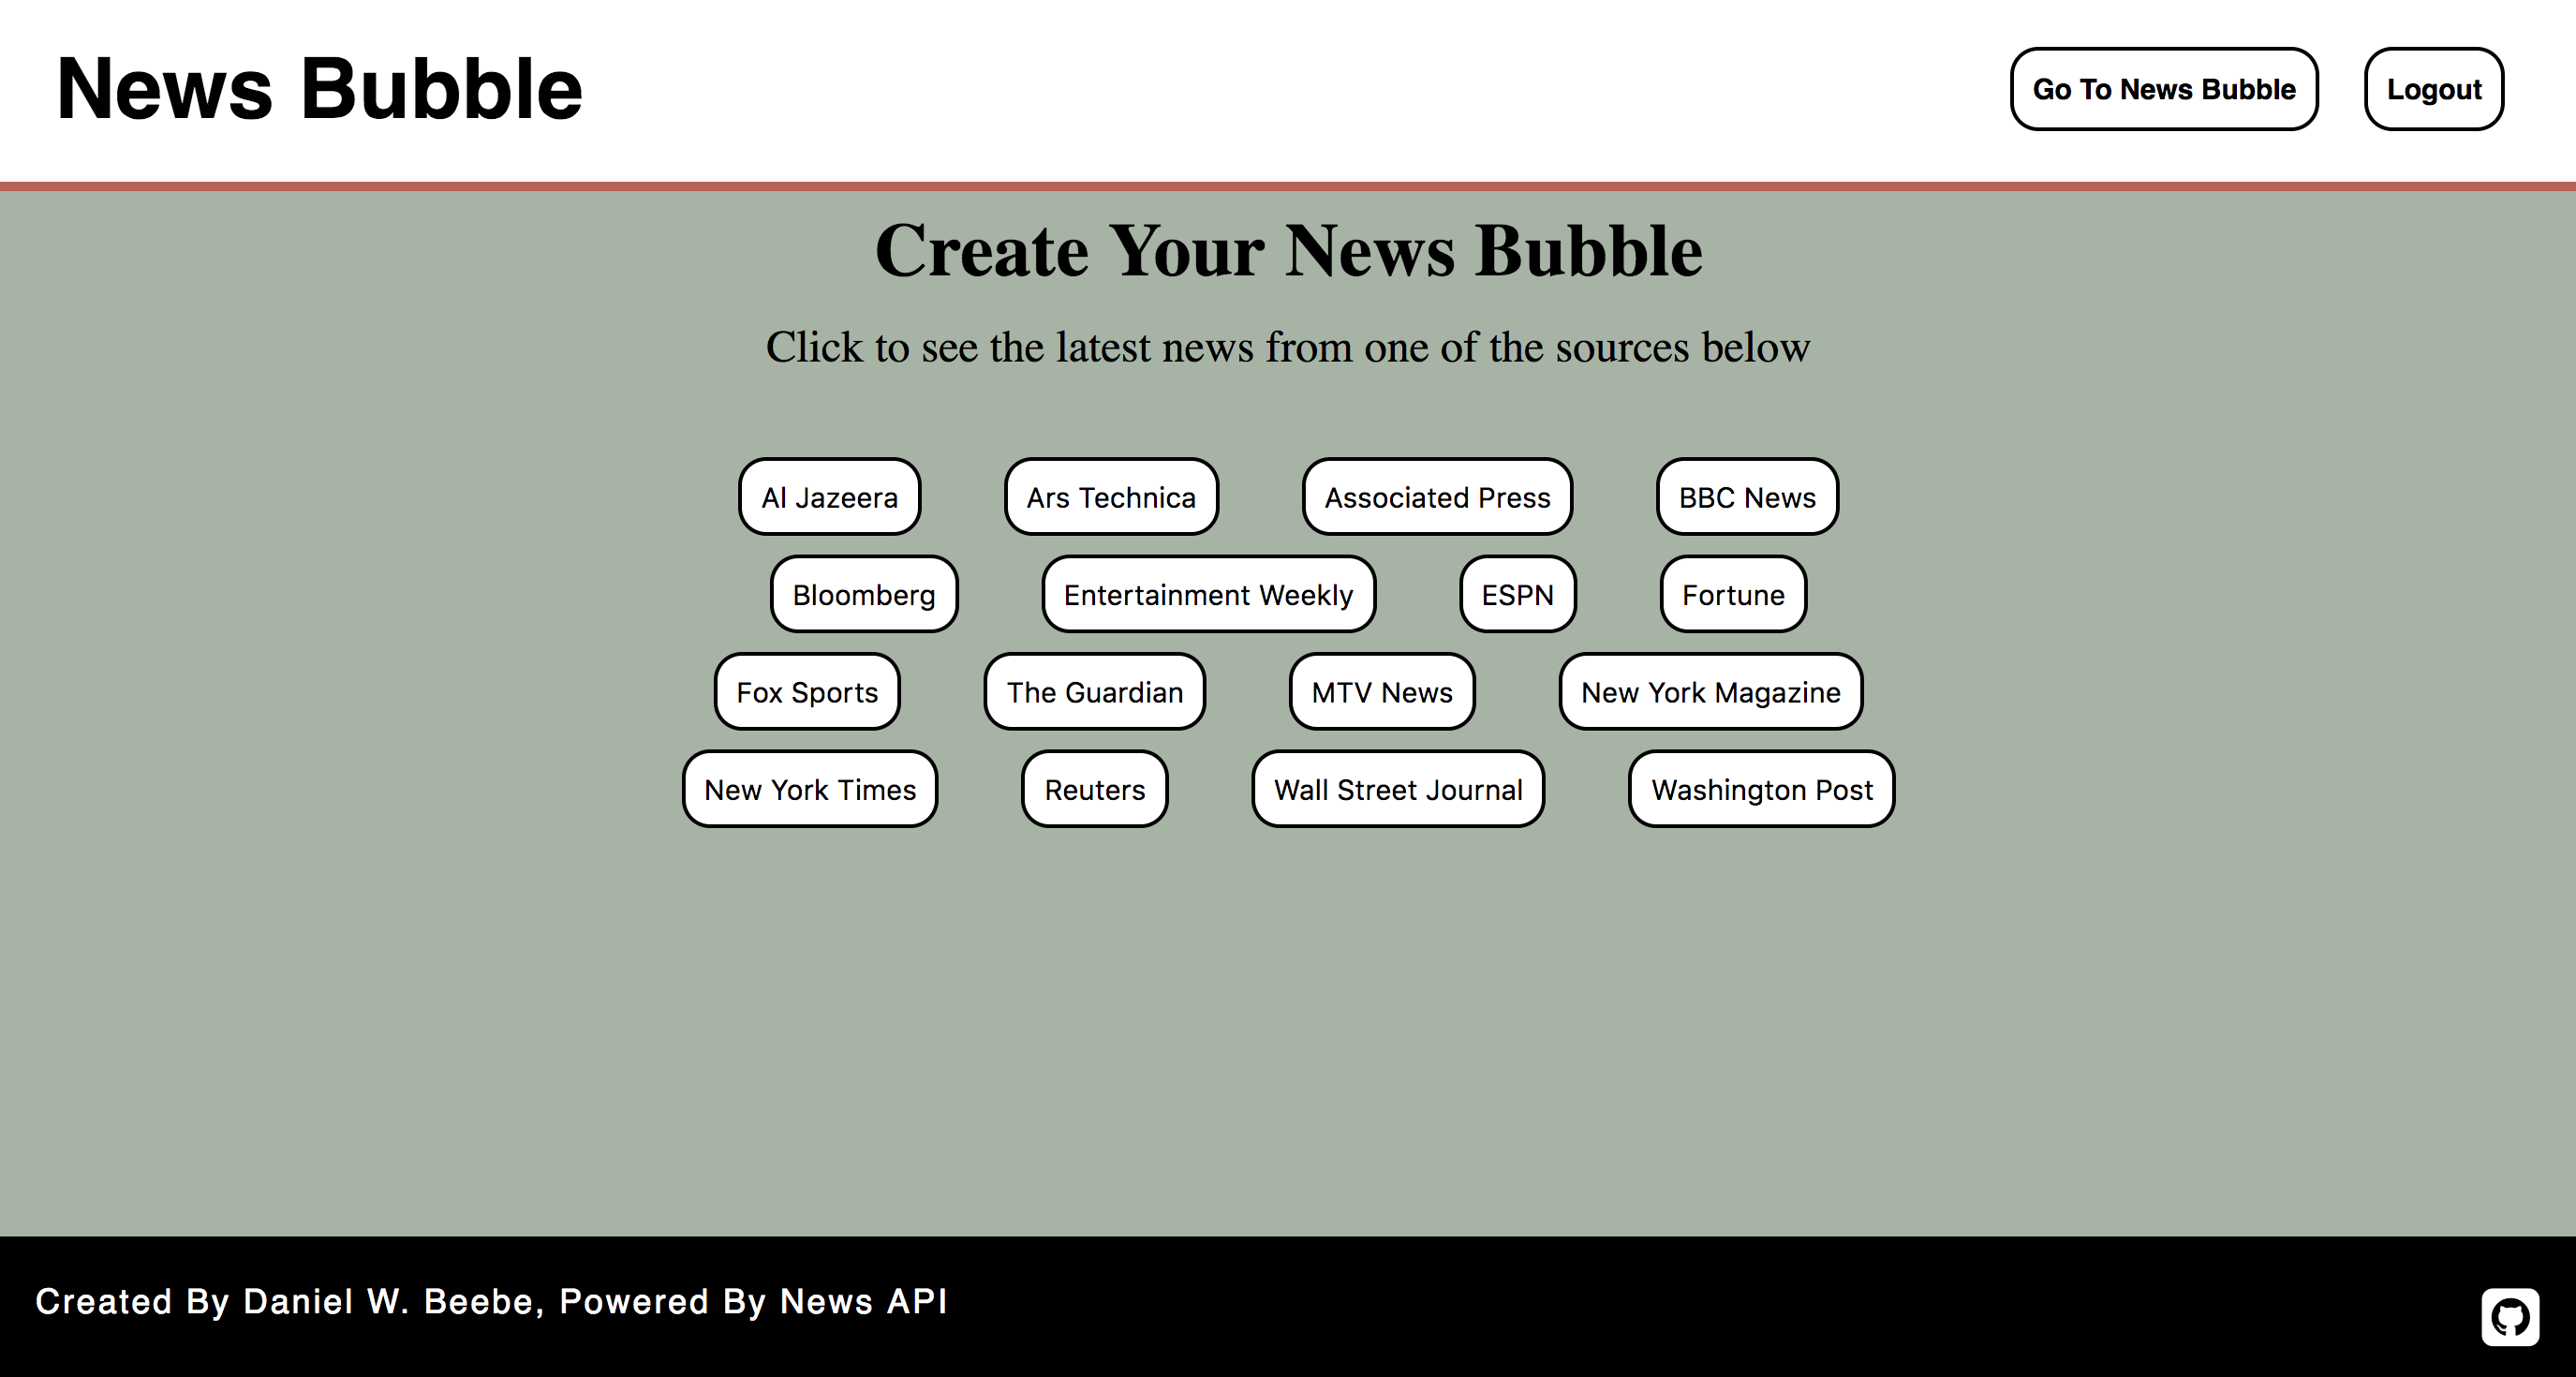 News Bubble
Go To News Bubble
Logout
Create Your News Bubble
Click to see the latest news from one of the sources below
Al Jazeera
Ars Technica
Associated Press
BBC News
Bloomberg
Entertainment Weekly
ESPN
Fortune
Fox Sports
The Guardian
MTV News
New York Magazine
New York Times
Reuters
Wall Street Journal
Washington Post
Created By Daniel W. Beebe, Powered By News API